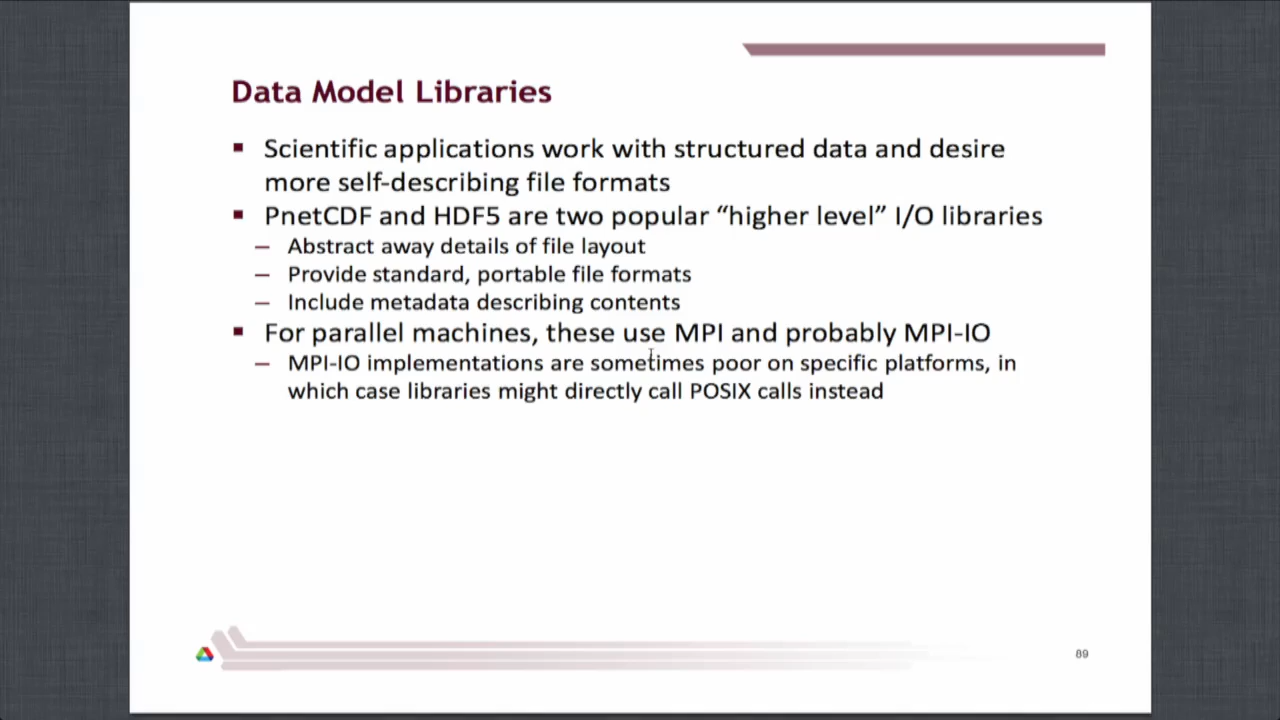 Data Model Libraries
▪ Scientific applications work with structured data and desire
more self-describing file formats
▪ PnetCDF and HDF5 are two popular “higher level” I/O libraries
– Abstract away details of file layout
– Provide standard, portable file formats
– Include metadata describing contents
▪ For parallel machines, these use MPI and probably MPI-IO
– MPI-IO implementations are sometimes poor on specific platforms, in
which case libraries might directly call POSIX calls instead
89